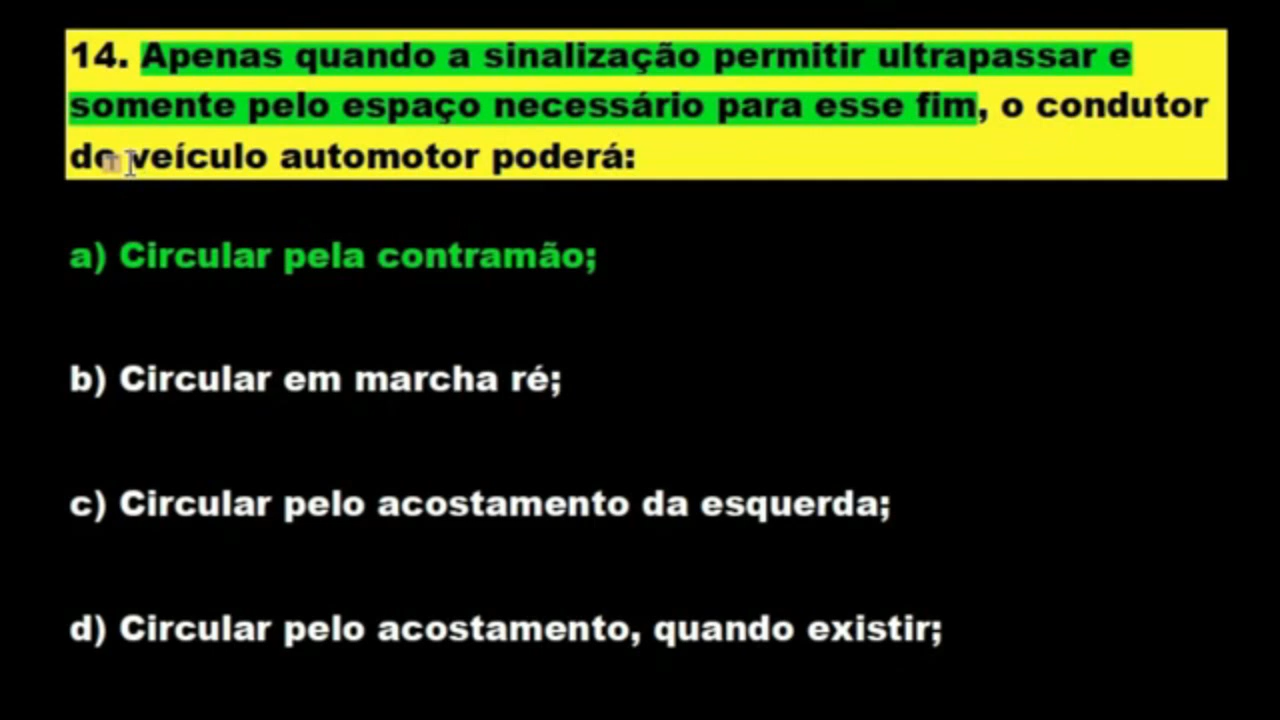 14. Apenas quando a sinalização permitir ultrapassar e
somente pelo espaço necessário para esse fim, o condutor
de veículo automotor poderá:
a) Circular pela contramão;
b) Circular em marcha ré;
c) Circular pelo acostamento da esquerda;
d) Circular pelo acostamento, quando existir;